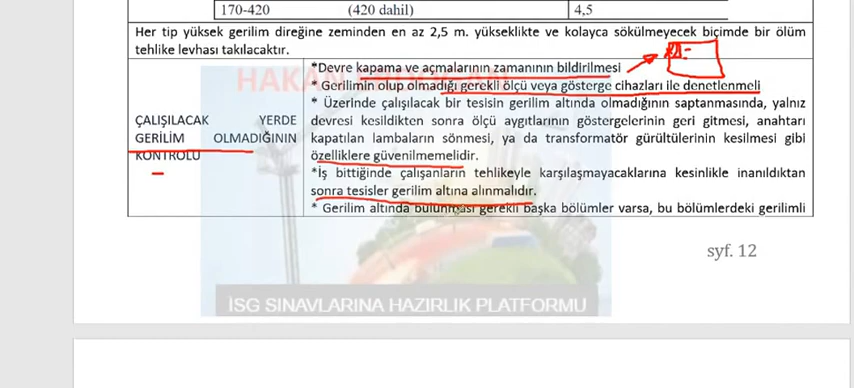 170-420 (420 dahil) 4,5
Her tip yüksek gerilim direğine zeminden en az 2,5 m. yükseklikte ve kolayca sökülmeyecek biçimde bir ölüm
tehlike levhası takılacaktır.
ÇALIŞILACAK YERDE
GERİLİM OLMADIĞNIN
KONTROLÜ
*Devre kapama ve açmalarının zamanının bildirilmesi
* Gerilimin olup olmadığı gerekli ölçü veya gösterge cihazları ile denetlenmeli
* Üzerinde çalışılacak bir tesisin gerilim altında olmadığının saptanmasında, yalnız
devresi kesildikten sonra ölçü aygıtlarının göstergelerinin geri gitmesi, anahtarı
kapatılan lambaların sönmesi, ya da transformatör gürültülerinin kesilmesi gibi
özelliklere güvenilmemelidir.
*İş bittiğinde çalışanların tehlikeyle karşılaşmayacaklarına kesinlikle inanıldıktan
sonra tesisler gerilim altına alınmalıdır.
* Gerilim altında bulunması gerekli başka bölümler varsa, bu bölümlerdeki gerilimli
syf. 12
İSG SINAVLARINA HAZIRLIK PLATFORMU